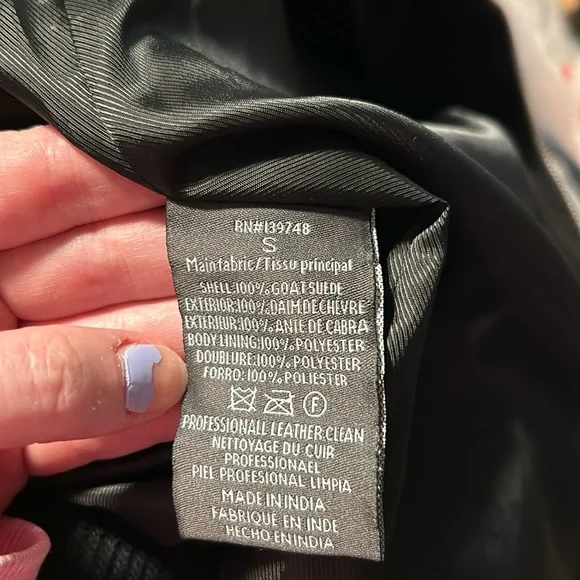 RN#139748
S
Main fabric/Tissu principal
SHELL:100%GOAT SUEDE
EXTERIOR:100%DAIM DE CHÈVRE
EXTERIUR:100%ANTE DE CABRA
BODY LINING:100% POLYESTER
DOUBLURE:100% POLYESTER
FORRO:100% POLIESTER
F
PROFESSIONALL LEATHER CLEAN
NETTOYAGE DU CUIR
PROFESSIONAEL
PIEL PROFESIONAL LIMPIA
MADE IN INDIA
FABRIQUÉ EN INDE
HECHO EN INDIA